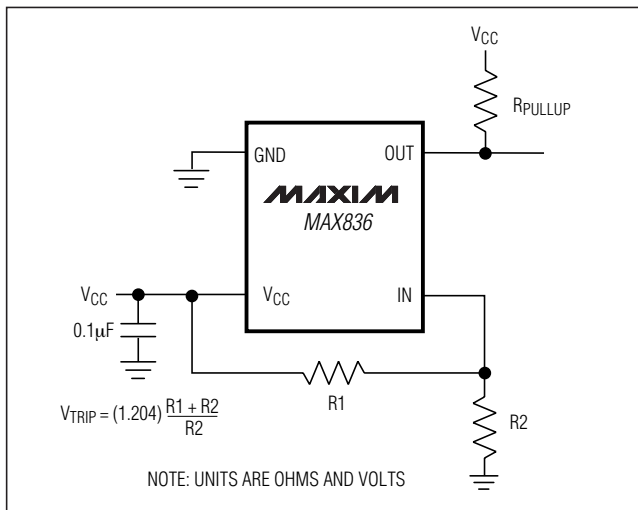 VCC
RPULLUP
GND OUT
MAXIM
MAX836
VCC VCC IN
0.1μF
R1
VTRIP = (1.204) R1 + R2
R2
R2
NOTE: UNITS ARE OHMS AND VOLTS